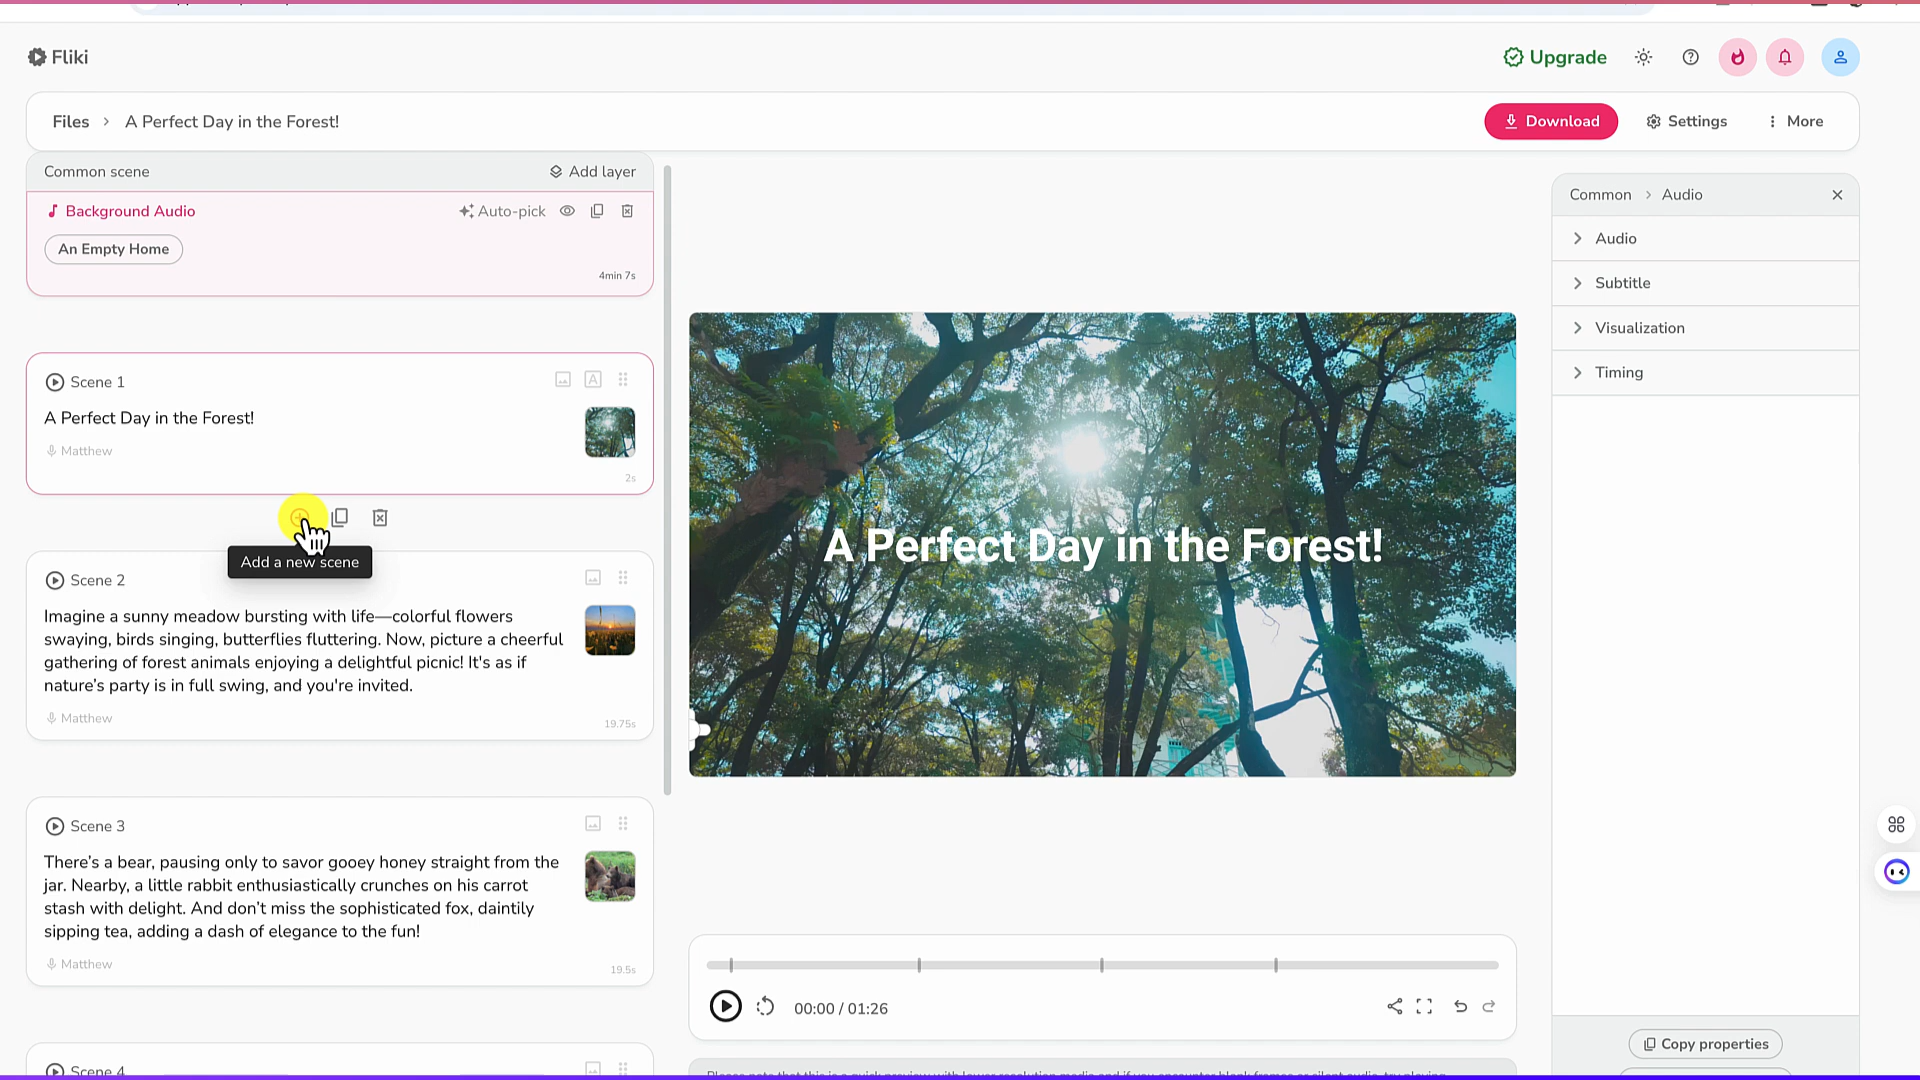 Fliki
Upgrade
Files > A Perfect Day in the Forest!
Download
Settings
More
Common scene
Add layer
Background Audio
Auto-pick
An Empty Home
4min 7s
Scene 1
A Perfect Day in the Forest!
Matthew
2s
Add a new scene
Scene 2
Imagine a sunny meadow bursting with life—colorful flowers
swaying, birds singing, butterflies fluttering. Now, picture a cheerful
gathering of forest animals enjoying a delightful picnic! It's as if
nature's party is in full swing, and you're invited.
Matthew
19.75s
Scene 3
There's a bear, pausing only to savor gooey honey straight from the
jar. Nearby, a little rabbit enthusiastically crunches on his carrot
stash with delight. And don't miss the sophisticated fox, daintily
sipping tea, adding a dash of elegance to the fun!
Matthew
19.5s
Scene 4
A Perfect Day in the Forest!
00:00 / 01:26
Common > Audio
Audio
Subtitle
Visualization
Timing
Copy properties